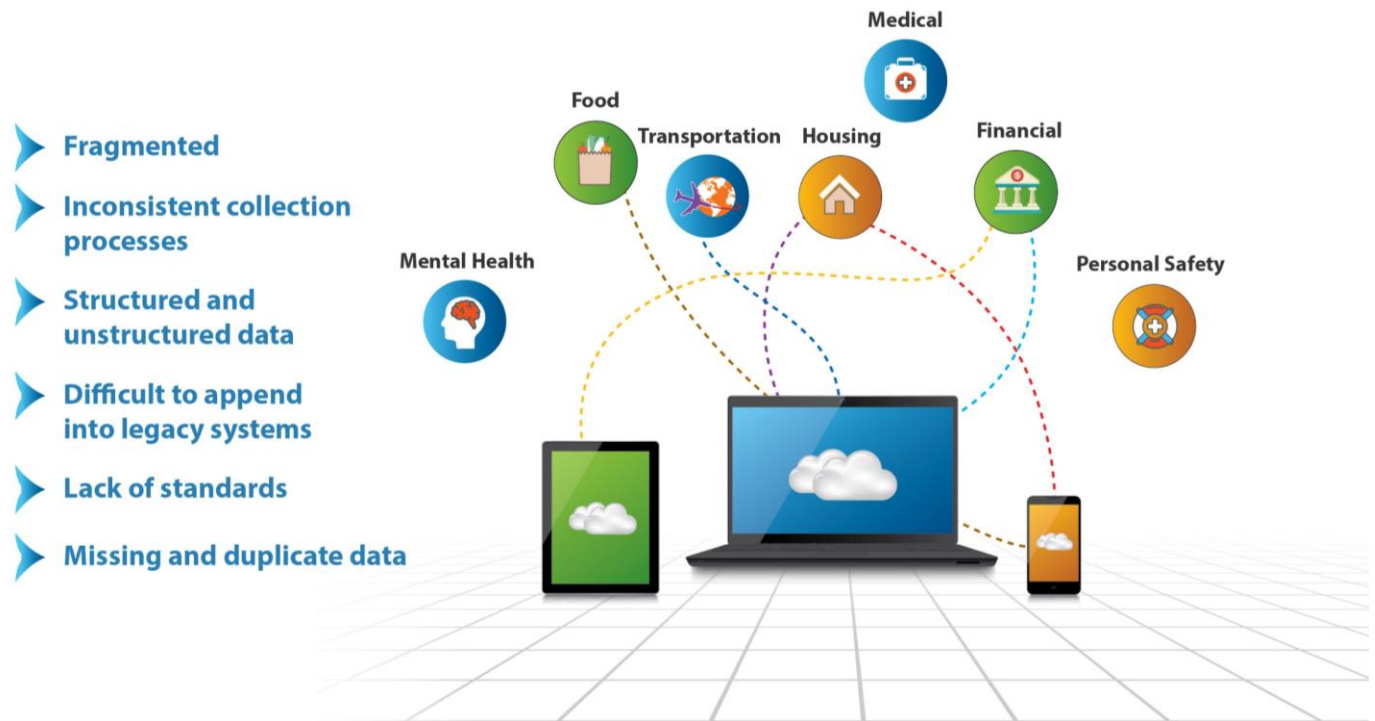 Fragmented
Inconsistent collection
processes
Structured and
unstructured data
Difficult to append
into legacy systems
Lack of standards
Missing and duplicate data
Medical
Food
Transportation
Housing
Financial
Mental Health
Personal Safety
$